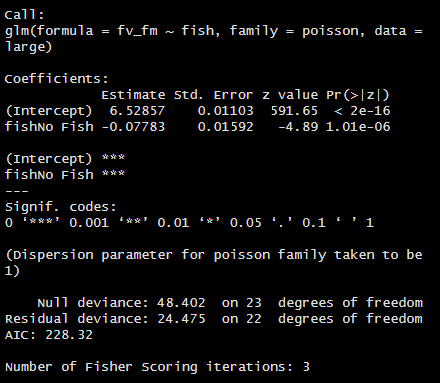 Call:
glm(formula = fv_fm ~ fish, family = poisson, data =
large)

Coefficients:
            Estimate Std. Error z value Pr(>|z|)
(Intercept)  6.52857    0.01103  591.65  < 2e-16
fishNo Fish -0.07783    0.01592   -4.89 1.01e-06

(Intercept) ***
fishNo Fish ***
---
Signif. codes:
0 ‘***’ 0.001 ‘**’ 0.01 ‘*’ 0.05 ‘.’ 0.1 ‘ ’ 1

(Dispersion parameter for poisson family taken to be
1)

    Null deviance: 48.402  on 23  degrees of freedom
Residual deviance: 24.475  on 22  degrees of freedom
AIC: 228.32

Number of Fisher Scoring iterations: 3